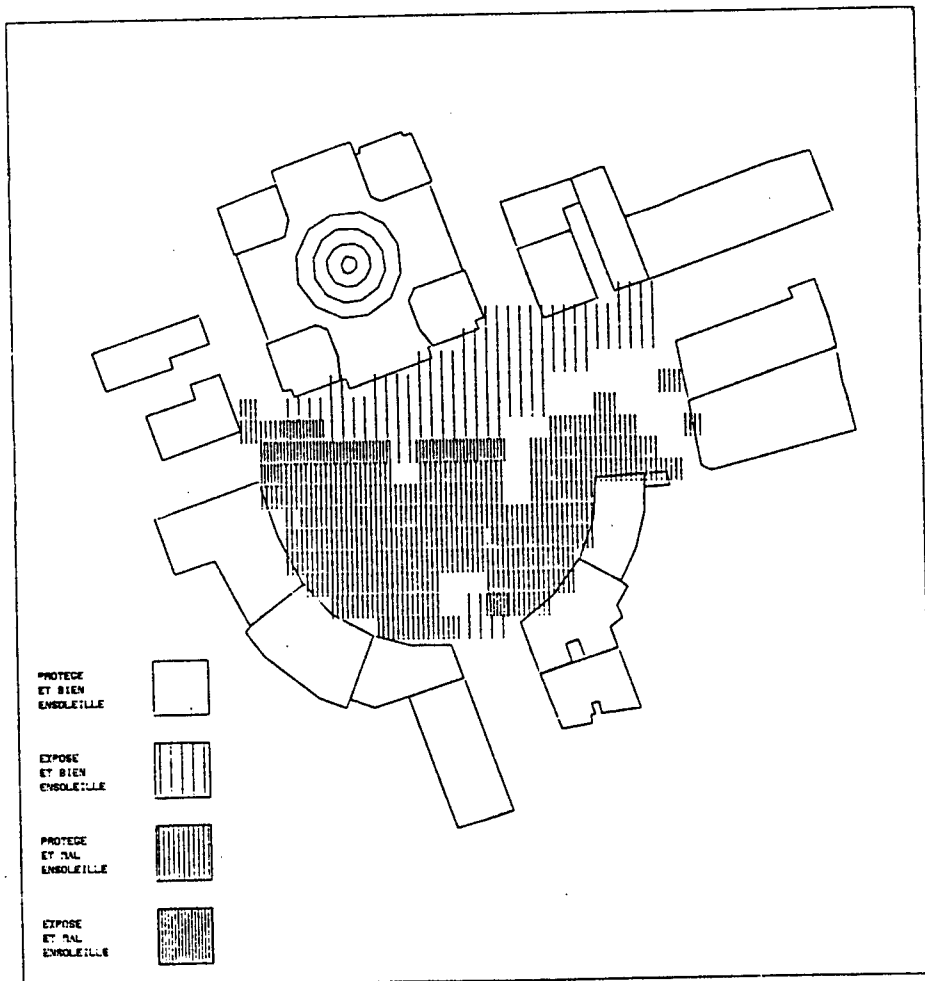 PROTEGE
ET BIEN
ENSOLEILLE
EXPOSE
ET BIEN
ENSOLEILLE
PROTEGE
ET MAL
ENSOLEILLE
EXPOSE
ET MAL
ENSOLEILLE